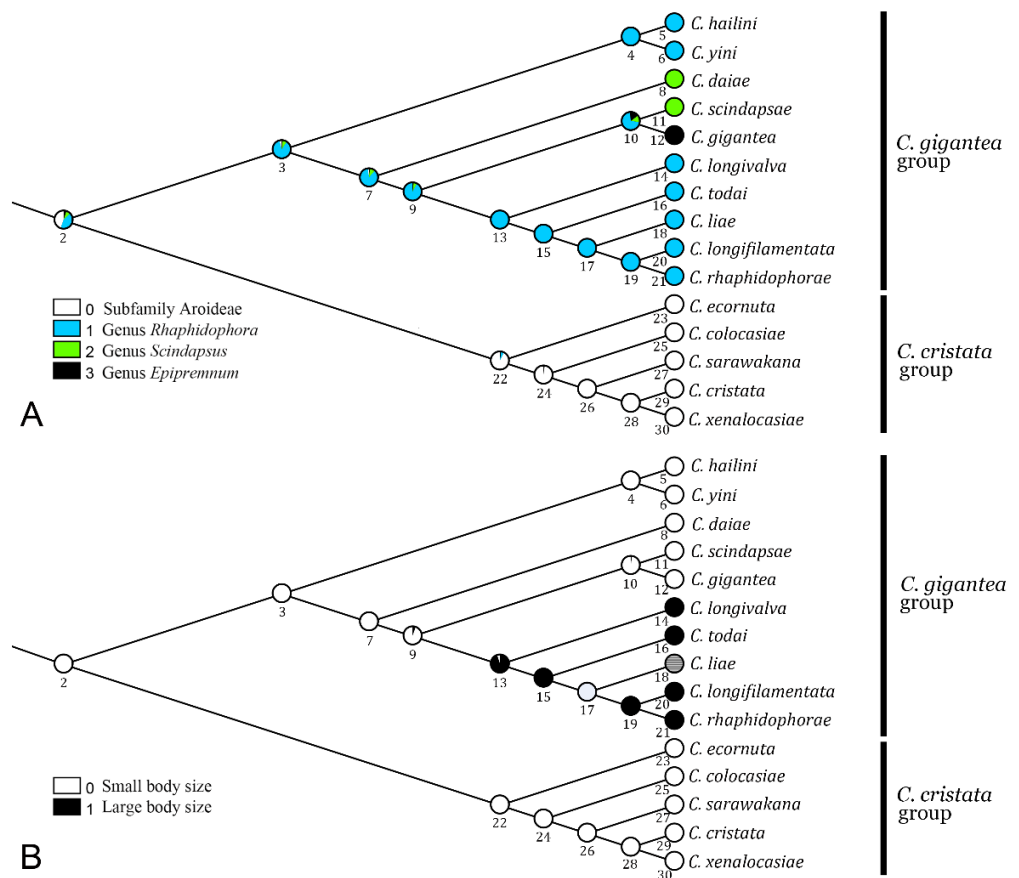 C. hailini
5
4
C. yini
6
C. daiae
8
C. scindapsae
11
10
C. gigantea
12
3
C. longivalva
14
7
C. todai
16
9
C. liae
18
13
C. longifilamentata
20
15
C. rhaphidophorae
21
17
19
2
C. gigantea
group
0 Subfamily Aroideae
1 Genus Rhaphidophora
2 Genus Scindapsus
3 Genus Epipremnum
C. ecornuta
23
C. colocasiae
25
C. sarawakana
27
22
C. cristata
29
24
C. xenalocasiae
30
26
28
C. cristata
group
A
C. hailini
5
4
C. yini
6
C. daiae
8
C. scindapsae
11
10
C. gigantea
12
3
C. longivalva
14
7
C. todai
16
9
C. liae
18
13
C. longifilamentata
20
15
C. rhaphidophorae
21
17
19
2
C. gigantea
group
0 Small body size
1 Large body size
C. ecornuta
23
C. colocasiae
25
C. sarawakana
27
22
C. cristata
29
24
C. xenalocasiae
30
26
28
C. cristata
group
B